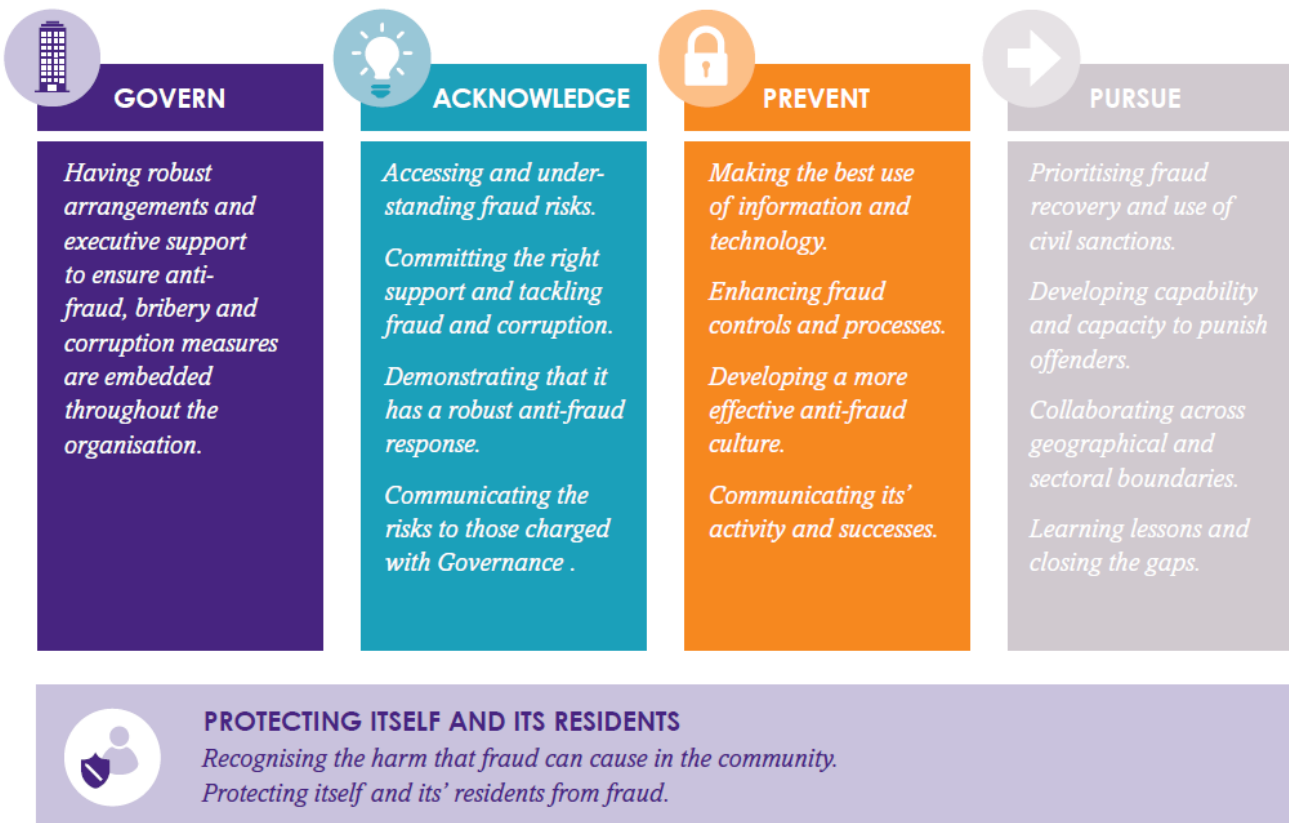 GOVERN
Having robust
arrangements and
executive support
to ensure anti-
fraud, bribery and
corruption measures
are embedded
throughout the
organisation.
ACKNOWLEDGE
Accessing and under-
standing fraud risks.
Committing the right
support and tackling
fraud and corruption.
Demonstrating that it
has a robust anti-fraud
response.
Communicating the
risks to those charged
with Governance .
PREVENT
Making the best use
of information and
technology.
Enhancing fraud
controls and processes.
Developing a more
effective anti-fraud
culture.
Communicating its’
activity and successes.
PURSUE
Prioritising fraud
recovery and use of
civil sanctions.
Developing capability
and capacity to punish
offenders.
Collaborating across
geographical and
sectoral boundaries.
Learning lessons and
closing the gaps.
PROTECTING ITSELF AND ITS RESIDENTS
Recognising the harm that fraud can cause in the community.
Protecting itself and its’ residents from fraud.